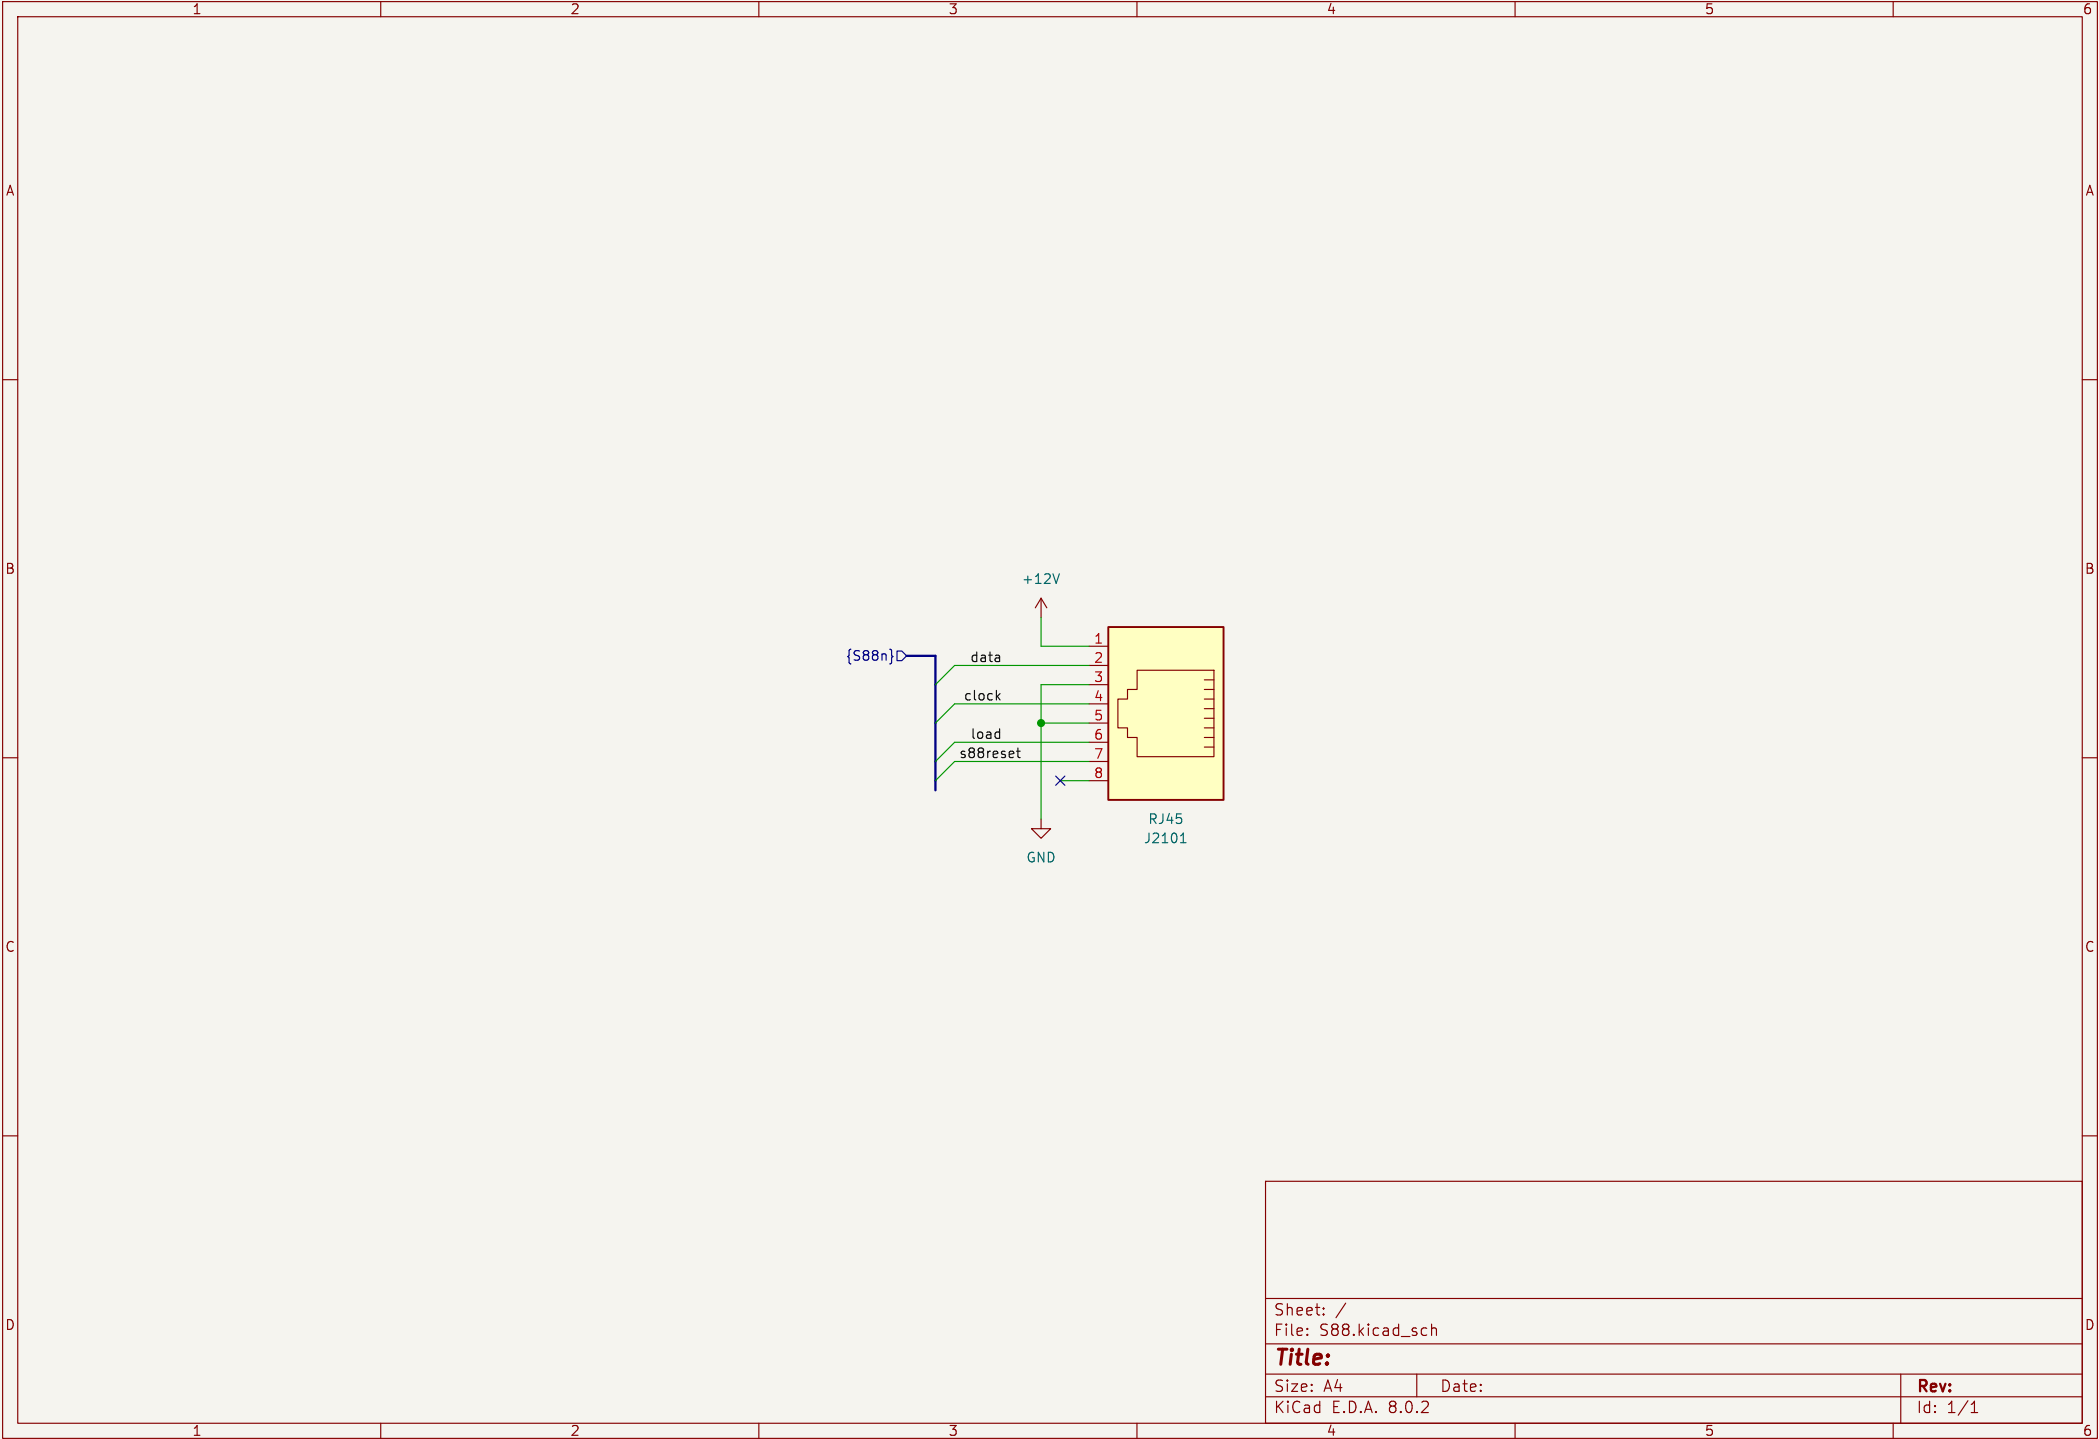 1 2 3 4 5 6
A A
B B
+12V
{S88n}
data
clock
load
s88reset
1
2
3
4
5
6
7
8
RJ45
J2101
GND
C C
D D
Sheet: /
File: S88.kicad_sch
Title:
Size: A4 Date: Rev:
KiCad E.D.A. 8.0.2 Id: 1/1
1 2 3 4 5 6